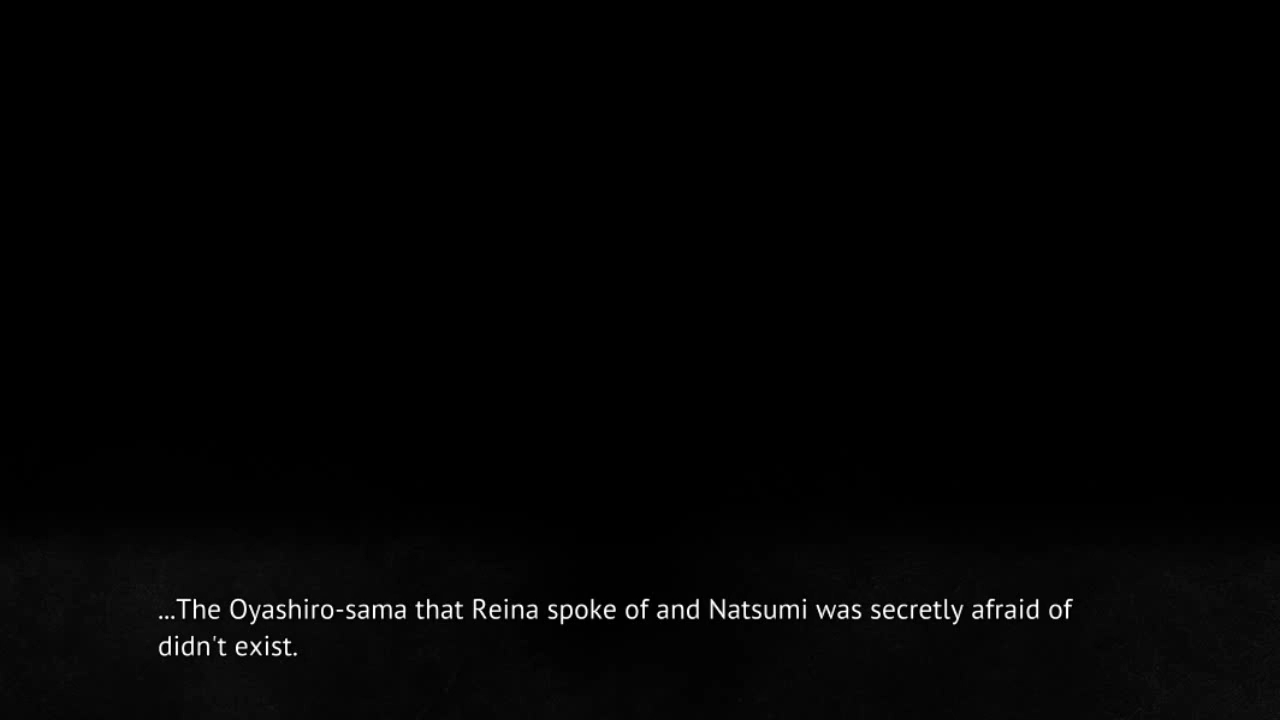 ...The Oyashiro-sama that Reina spoke of and Natsumi was secretly afraid of
didn't exist.